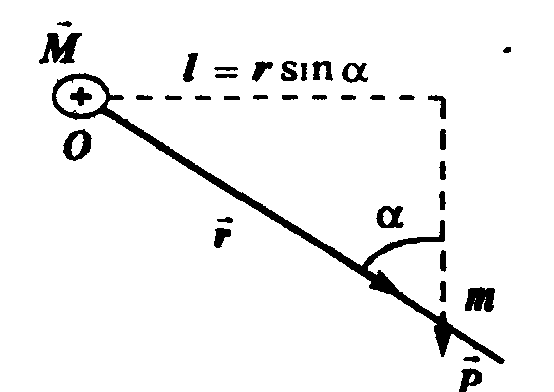 M⃗
l = r sin α
+
O
r⃗
α
m
p⃗